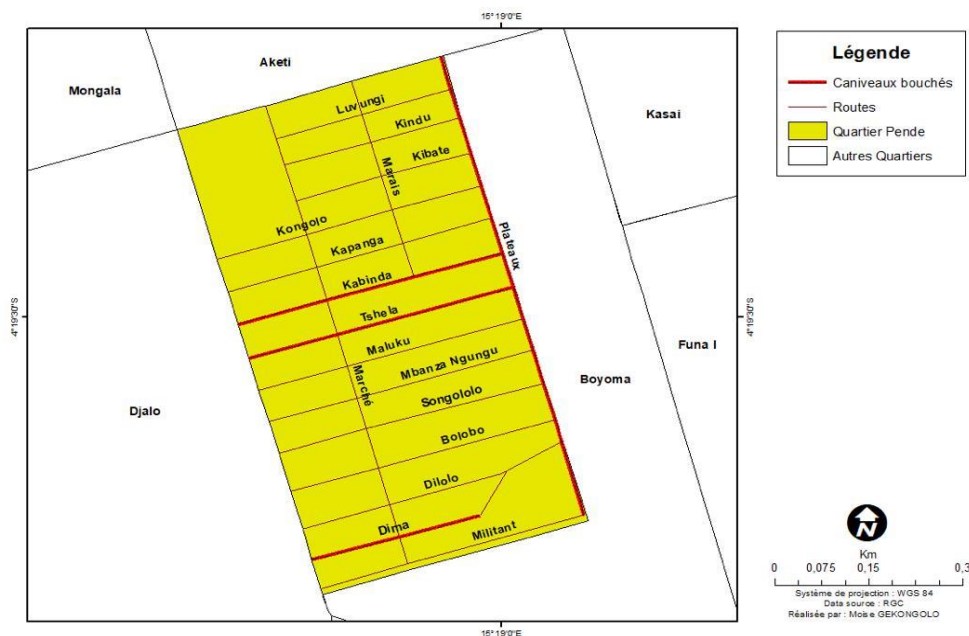 15°19'0"E
Mongala
Aketi
Kasai
Luvungi
Kindu
Kibate
Marais
Kongolo
Kapanga
Plateaux
Kabinda
Tshela
4°19'30"S
4°19'30"S
Maluku
Mbanza Ngungu
Marché
Songololo
Funa I
Boyoma
Djalo
Bolobo
Dilolo
Dima
Militant
15°19'0"E
Légende
Caniveaux bouchés
Routes
Quartier Pende
Autres Quartiers
N
Km
0 0,075 0,15 0,3
Système de projection : WGS 84
Data source : RGC
Réalisée par : Moise GEKONGOLO